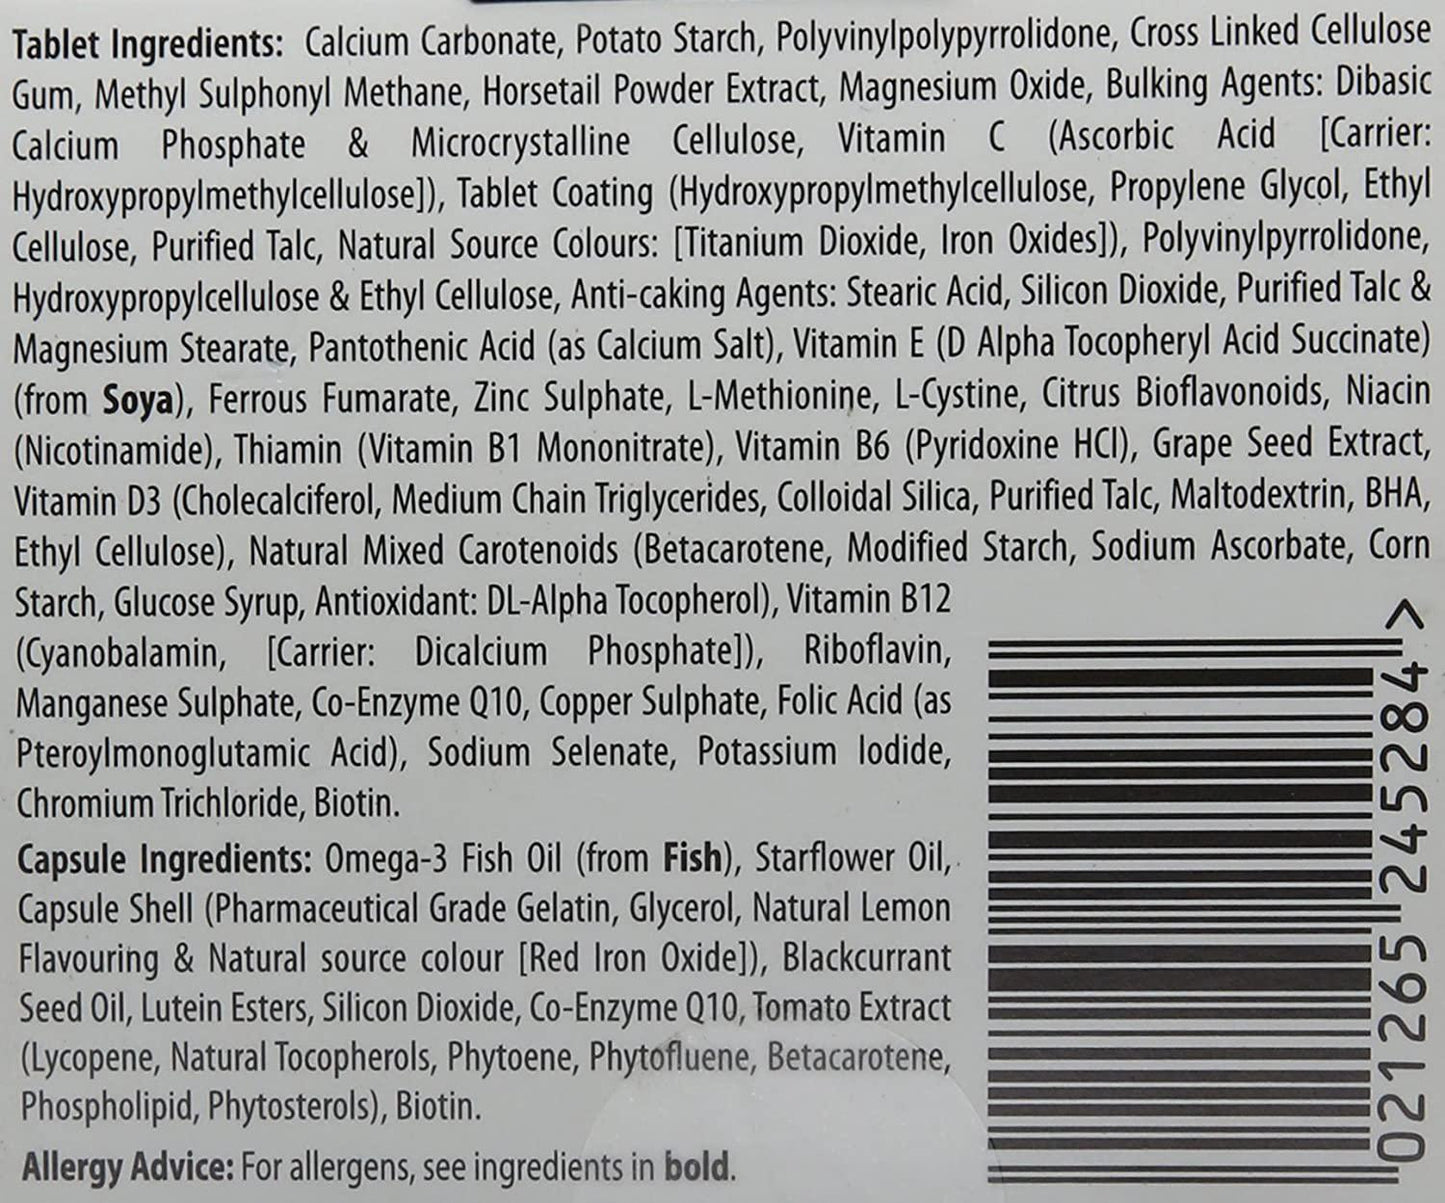 Tablet Ingredients: Calcium Carbonate, Potato Starch, Polyvinylpolypyrrolidone, Cross Linked Cellulose
Gum, Methyl Sulphonyl Methane, Horsetail Powder Extract, Magnesium Oxide, Bulking Agents: Dibasic
Calcium Phosphate & Microcrystalline Cellulose, Vitamin C (Ascorbic Acid [Carrier:
Hydroxypropylmethylcellulose]), Tablet Coating (Hydroxypropylmethylcellulose, Propylene Glycol, Ethyl
Cellulose, Purified Talc, Natural Source Colours: [Titanium Dioxide, Iron Oxides]), Polyvinylpyrrolidone,
Hydroxypropylcellulose & Ethyl Cellulose, Anti-caking Agents: Stearic Acid, Silicon Dioxide, Purified Talc &
Magnesium Stearate, Pantothenic Acid (as Calcium Salt), Vitamin E (D Alpha Tocopheryl Acid Succinate)
(from Soya), Ferrous Fumarate, Zinc Sulphate, L-Methionine, L-Cystine, Citrus Bioflavonoids, Niacin
(Nicotinamide), Thiamin (Vitamin B1 Mononitrate), Vitamin B6 (Pyridoxine HCl), Grape Seed Extract,
Vitamin D3 (Cholecalciferol, Medium Chain Triglycerides, Colloidal Silica, Purified Talc, Maltodextrin, BHA,
Ethyl Cellulose), Natural Mixed Carotenoids (Betacarotene, Modified Starch, Sodium Ascorbate, Corn
Starch, Glucose Syrup, Antioxidant: DL-Alpha Tocopherol), Vitamin B12
(Cyanobalamin, [Carrier: Dicalcium Phosphate]), Riboflavin,
Manganese Sulphate, Co-Enzyme Q10, Copper Sulphate, Folic Acid (as
Pteroylmonoglutamic Acid), Sodium Selenate, Potassium Iodide,
Chromium Trichloride, Biotin.
Capsule Ingredients: Omega-3 Fish Oil (from Fish), Starflower Oil,
Capsule Shell (Pharmaceutical Grade Gelatin, Glycerol, Natural Lemon
Flavouring & Natural source colour [Red Iron Oxide]), Blackcurrant
Seed Oil, Lutein Esters, Silicon Dioxide, Co-Enzyme Q10, Tomato Extract
(Lycopene, Natural Tocopherols, Phytoene, Phytofluene, Betacarotene,
Phospholipid, Phytosterols), Biotin.
Allergy Advice: For allergens, see ingredients in bold.
021265 245284 >